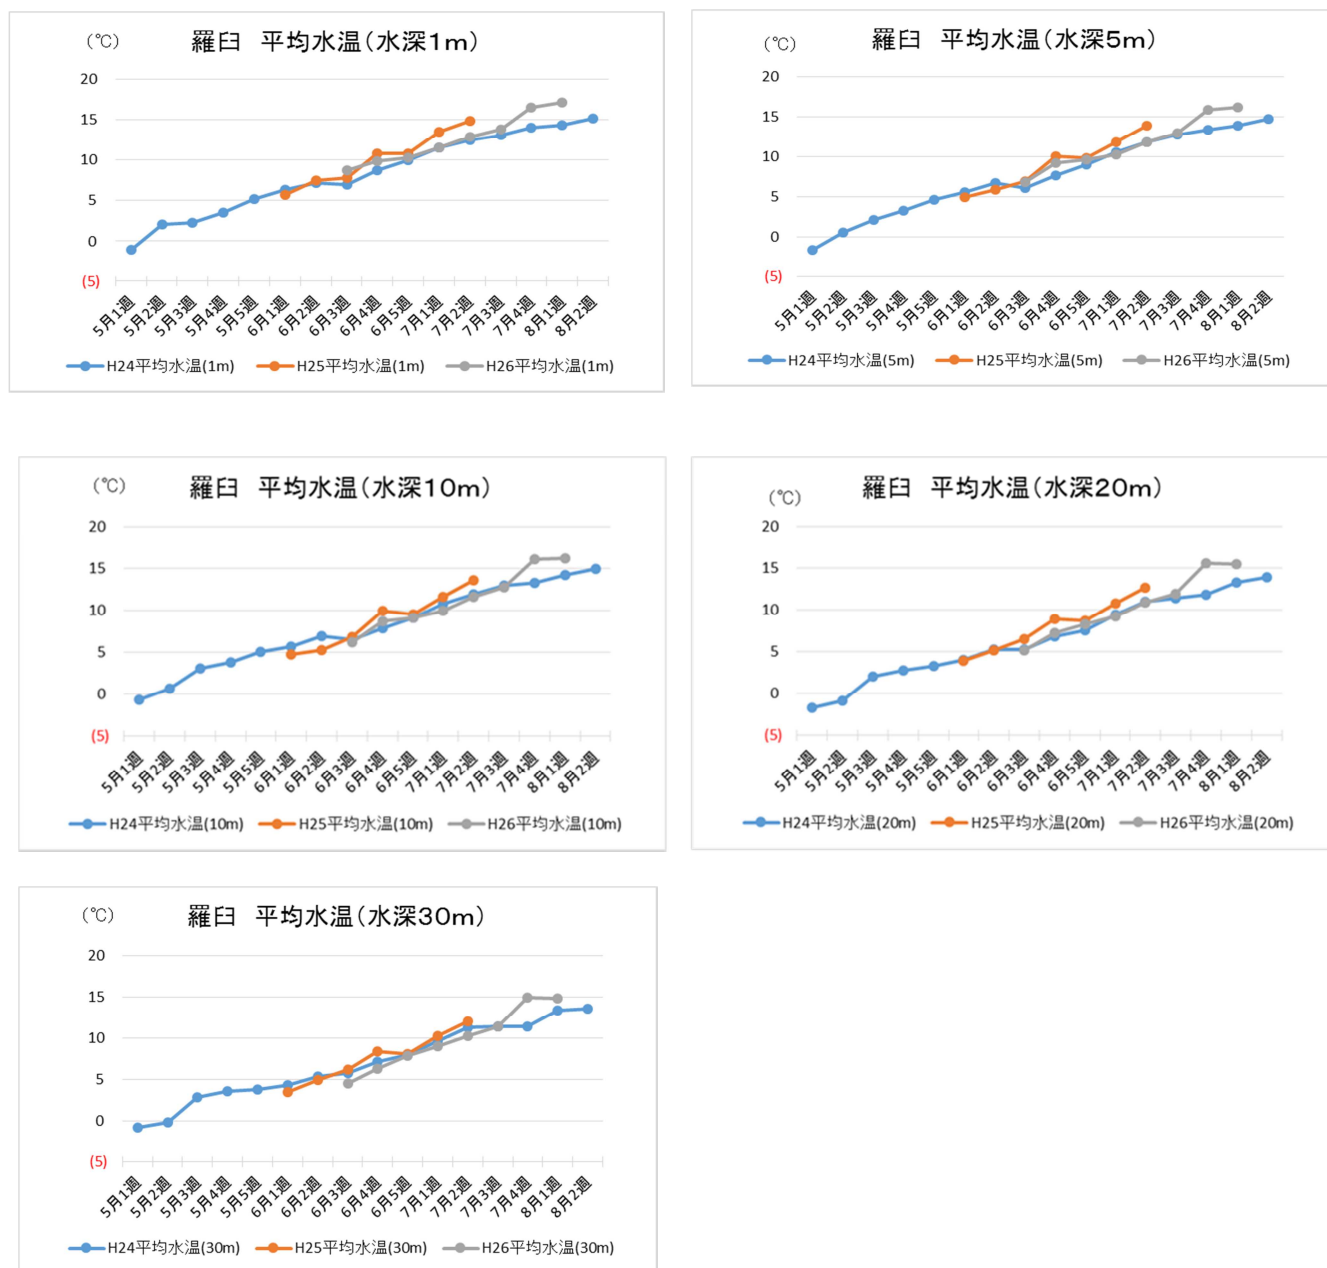 (℃) 羅臼 平均水温(水深1m)
20
15
10
5
0
(5)
5月1週 5月2週 5月3週 5月4週 5月5週 6月1週 6月2週 6月3週 6月4週 6月5週 7月1週 7月2週 7月3週 7月4週 8月1週 8月2週
H24平均水温(1m) H25平均水温(1m) H26平均水温(1m)
(℃) 羅臼 平均水温(水深5m)
20
15
10
5
0
(5)
5月1週 5月2週 5月3週 5月4週 5月5週 6月1週 6月2週 6月3週 6月4週 6月5週 7月1週 7月2週 7月3週 7月4週 8月1週 8月2週
H24平均水温(5m) H25平均水温(5m) H26平均水温(5m)
(℃) 羅臼 平均水温(水深10m)
20
15
10
5
0
(5)
5月1週 5月2週 5月3週 5月4週 5月5週 6月1週 6月2週 6月3週 6月4週 6月5週 7月1週 7月2週 7月3週 7月4週 8月1週 8月2週
H24平均水温(10m) H25平均水温(10m) H26平均水温(10m)
(℃) 羅臼 平均水温(水深20m)
20
15
10
5
0
(5)
5月1週 5月2週 5月3週 5月4週 5月5週 6月1週 6月2週 6月3週 6月4週 6月5週 7月1週 7月2週 7月3週 7月4週 8月1週 8月2週
H24平均水温(20m) H25平均水温(20m) H26平均水温(20m)
(℃) 羅臼 平均水温(水深30m)
20
15
10
5
0
(5)
5月1週 5月2週 5月3週 5月4週 5月5週 6月1週 6月2週 6月3週 6月4週 6月5週 7月1週 7月2週 7月3週 7月4週 8月1週 8月2週
H24平均水温(30m) H25平均水温(30m) H26平均水温(30m)